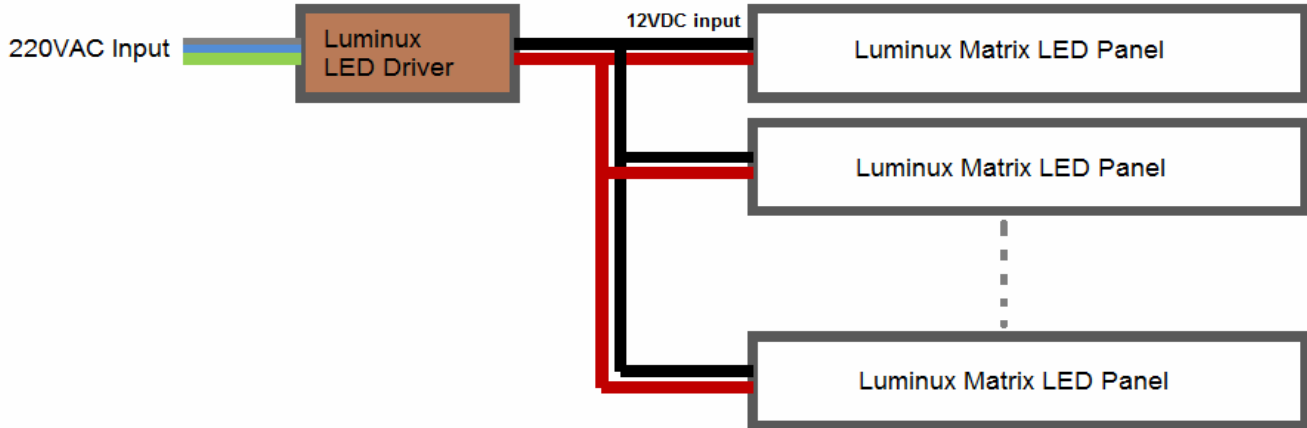 12VDC input
220VAC Input
Luminux
LED Driver
Luminux Matrix LED Panel
Luminux Matrix LED Panel
Luminux Matrix LED Panel